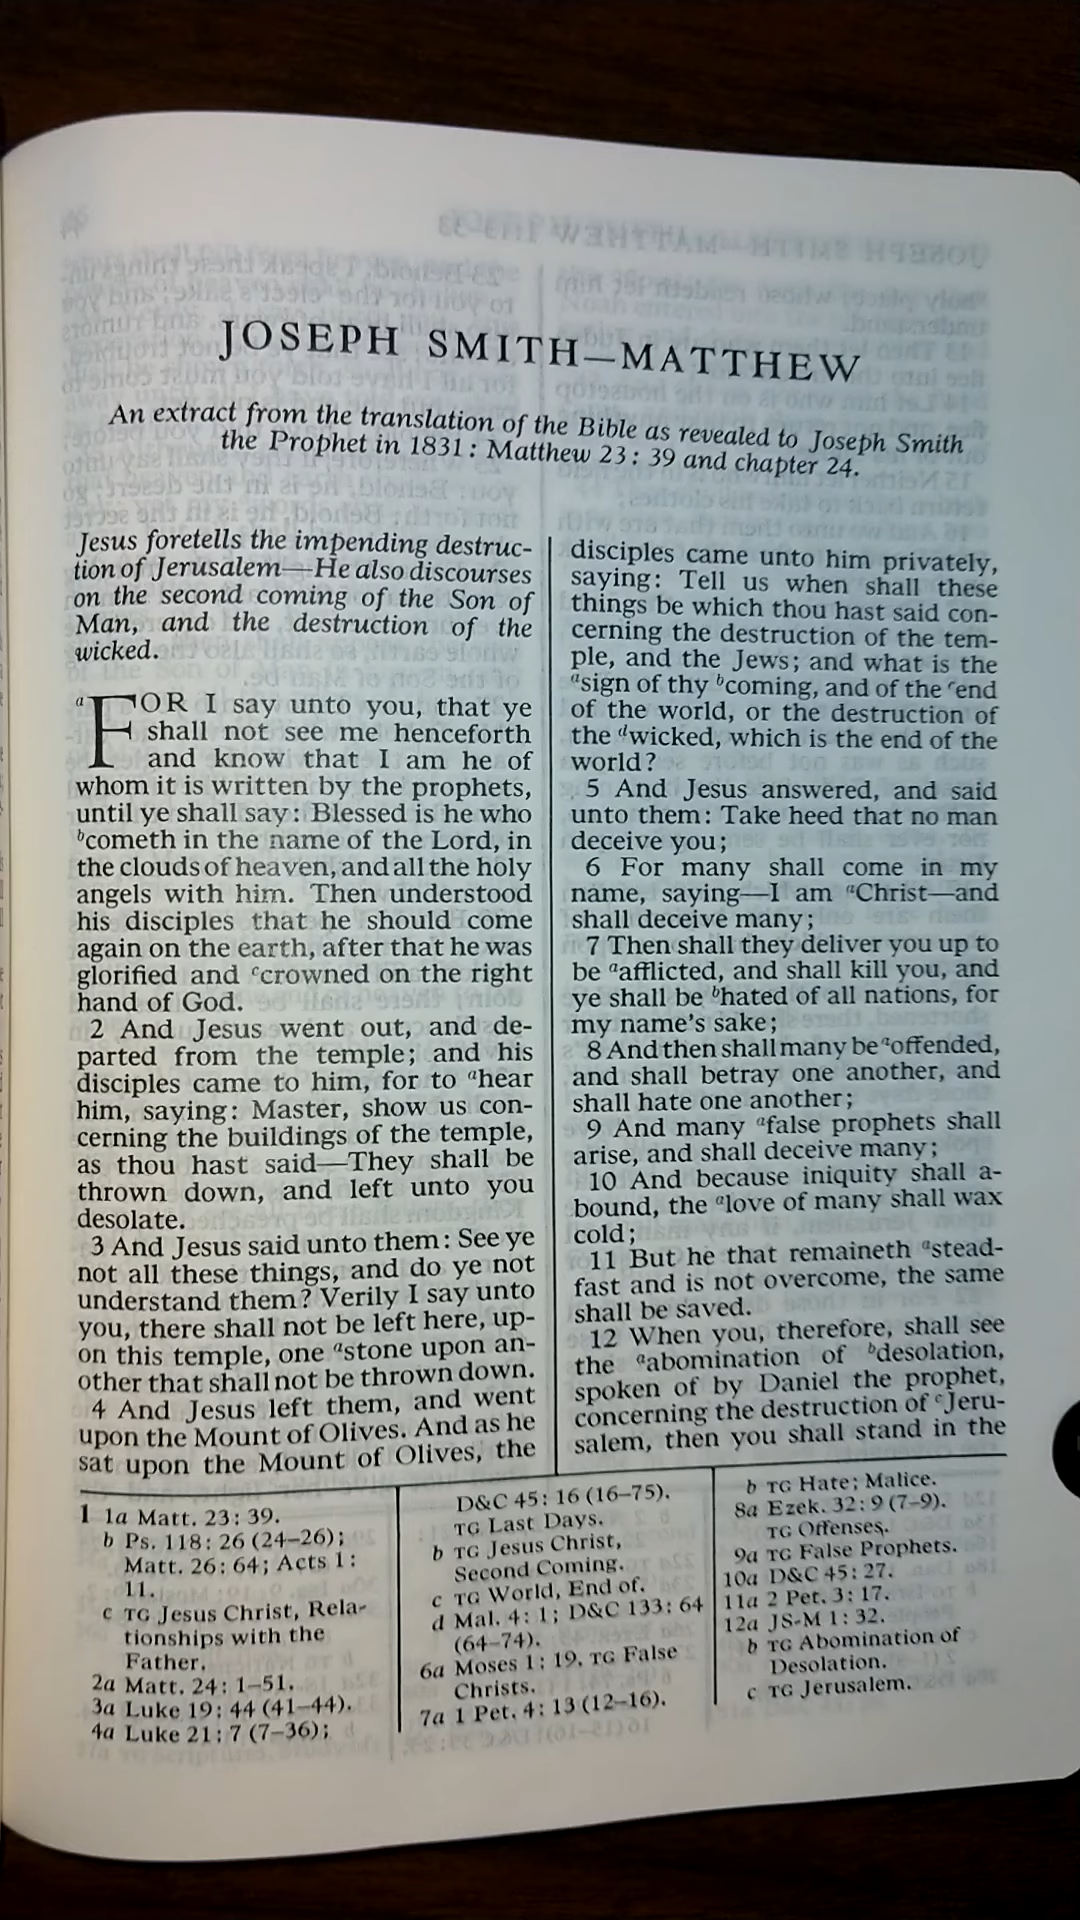 JOSEPH SMITH—MATTHEW
An extract from the translation of the Bible as revealed to Joseph Smith
the Prophet in 1831: Matthew 23:39 and chapter 24.
Jesus foretells the impending destruc-
tion of Jerusalem—He also discourses
on the second coming of the Son of
Man, and the destruction of the
wicked.
a FOR I say unto you, that ye
shall not see me henceforth
and know that I am he of
whom it is written by the prophets,
until ye shall say: Blessed is he who
bcometh in the name of the Lord, in
the clouds of heaven, and all the holy
angels with him. Then understood
his disciples that he should come
again on the earth, after that he was
glorified and ccrowned on the right
hand of God.
2 And Jesus went out, and de-
parted from the temple; and his
disciples came to him, for to ahear
him, saying: Master, show us con-
cerning the buildings of the temple,
as thou hast said—They shall be
thrown down, and left unto you
desolate.
3 And Jesus said unto them: See ye
not all these things, and do ye not
understand them? Verily I say unto
you, there shall not be left here, up-
on this temple, one astone upon an-
other that shall not be thrown down.
4 And Jesus left them, and went
upon the Mount of Olives. And as he
sat upon the Mount of Olives, the
disciples came unto him privately,
saying: Tell us when shall these
things be which thou hast said con-
cerning the destruction of the tem-
ple, and the Jews; and what is the
asign of thy bcoming, and of the cend
of the world, or the destruction of
the dwicked, which is the end of the
world?
5 And Jesus answered, and said
unto them: Take heed that no man
deceive you;
6 For many shall come in my
name, saying—I am aChrist—and
shall deceive many;
7 Then shall they deliver you up to
be aafflicted, and shall kill you, and
ye shall be bhated of all nations, for
my name's sake;
8 And then shall many be aoffended,
and shall betray one another, and
shall hate one another;
9 And many afalse prophets shall
arise, and shall deceive many;
10 And because iniquity shall a-
bound, the alove of many shall wax
cold;
11 But he that remaineth astead-
fast and is not overcome, the same
shall be saved.
12 When you, therefore, shall see
the aabomination of bdesolation,
spoken of by Daniel the prophet,
concerning the destruction of cJeru-
salem, then you shall stand in the
1 1a Matt. 23:39.
b Ps. 118:26 (24–26);
Matt. 26:64; Acts 1:
11.
c TG Jesus Christ, Rela-
tionships with the
Father.
2a Matt. 24:1–51.
3a Luke 19:44 (41–44).
4a Luke 21:7 (7–36);
D&C 45:16 (16–75).
TG Last Days.
b TG Jesus Christ,
Second Coming.
c TG World, End of.
d Mal. 4:1; D&C 133:64
(64–74).
6a Moses 1:19. TG False
Christs.
7a 1 Pet. 4:13 (12–16).
b TG Hate; Malice.
8a Ezek. 32:9 (7–9).
TG Offenses.
9a TG False Prophets.
10a D&C 45:27.
11a 2 Pet. 3:17.
12a JS-M 1:32.
b TG Abomination of
Desolation.
c TG Jerusalem.